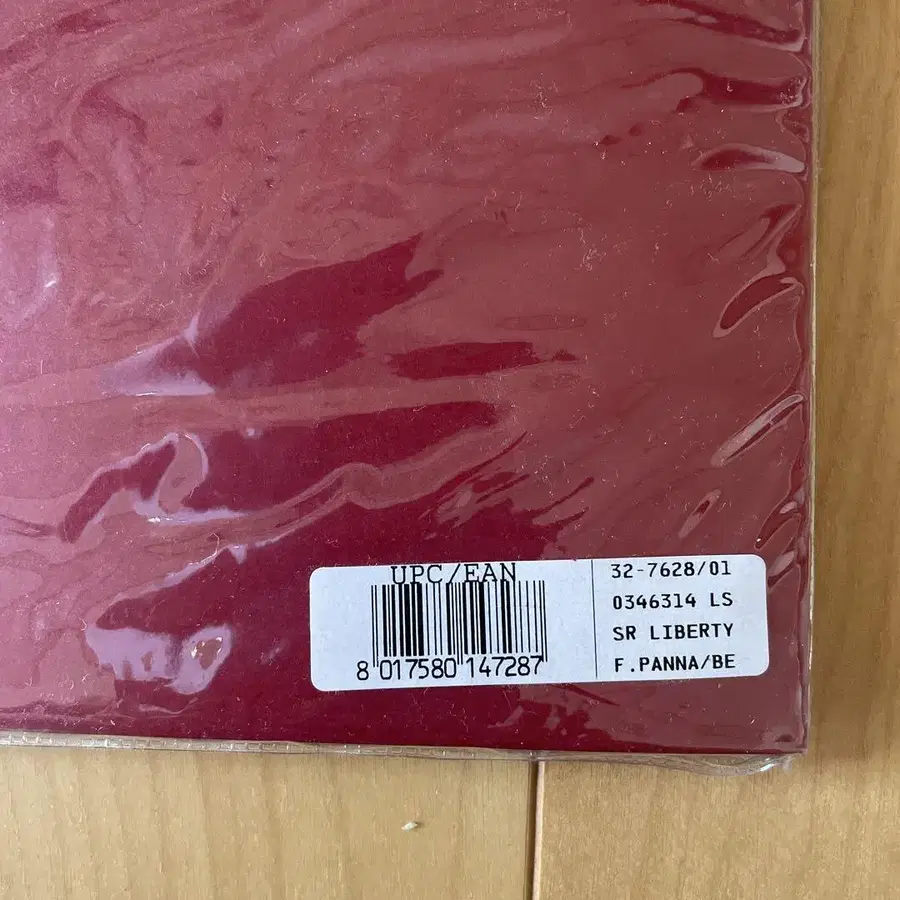 UPC/EAN
8 017580 147287
32-7628/01
0346314 LS
SR LIBERTY
F.PANNA/BE